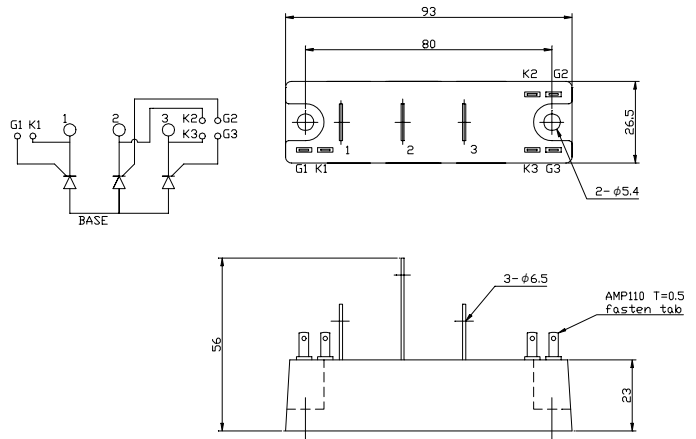 93
80
K2 G2
26.5
1 2 3
G1 K1 K3 G3
2-ϕ5.4
G1 K1 1 2 3 K2 G2
K3 G3
BASE
3-ϕ6.5
AMP110 T=0.5
fasten tab
56
23